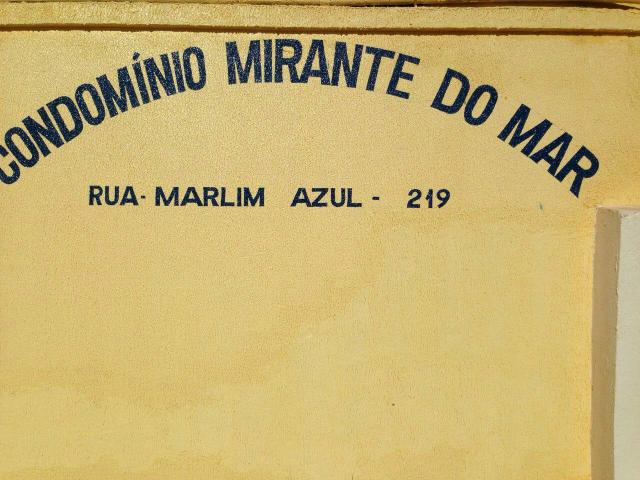 CONDOMÍNIO MIRANTE DO MAR
RUA- MARLIM AZUL - 219